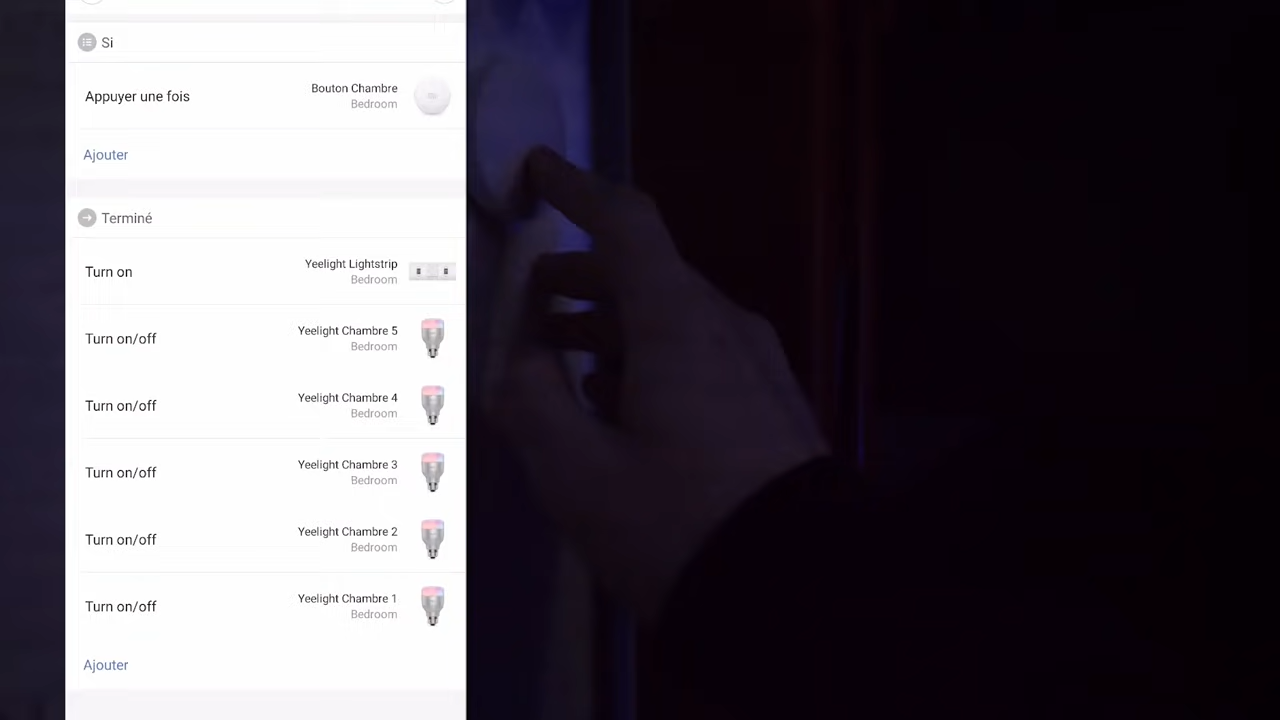 Si
Appuyer une fois
Bouton Chambre
Bedroom
Ajouter
Terminé
Turn on
Yeelight Lightstrip
Bedroom
Turn on/off
Yeelight Chambre 5
Bedroom
Turn on/off
Yeelight Chambre 4
Bedroom
Turn on/off
Yeelight Chambre 3
Bedroom
Turn on/off
Yeelight Chambre 2
Bedroom
Turn on/off
Yeelight Chambre 1
Bedroom
Ajouter